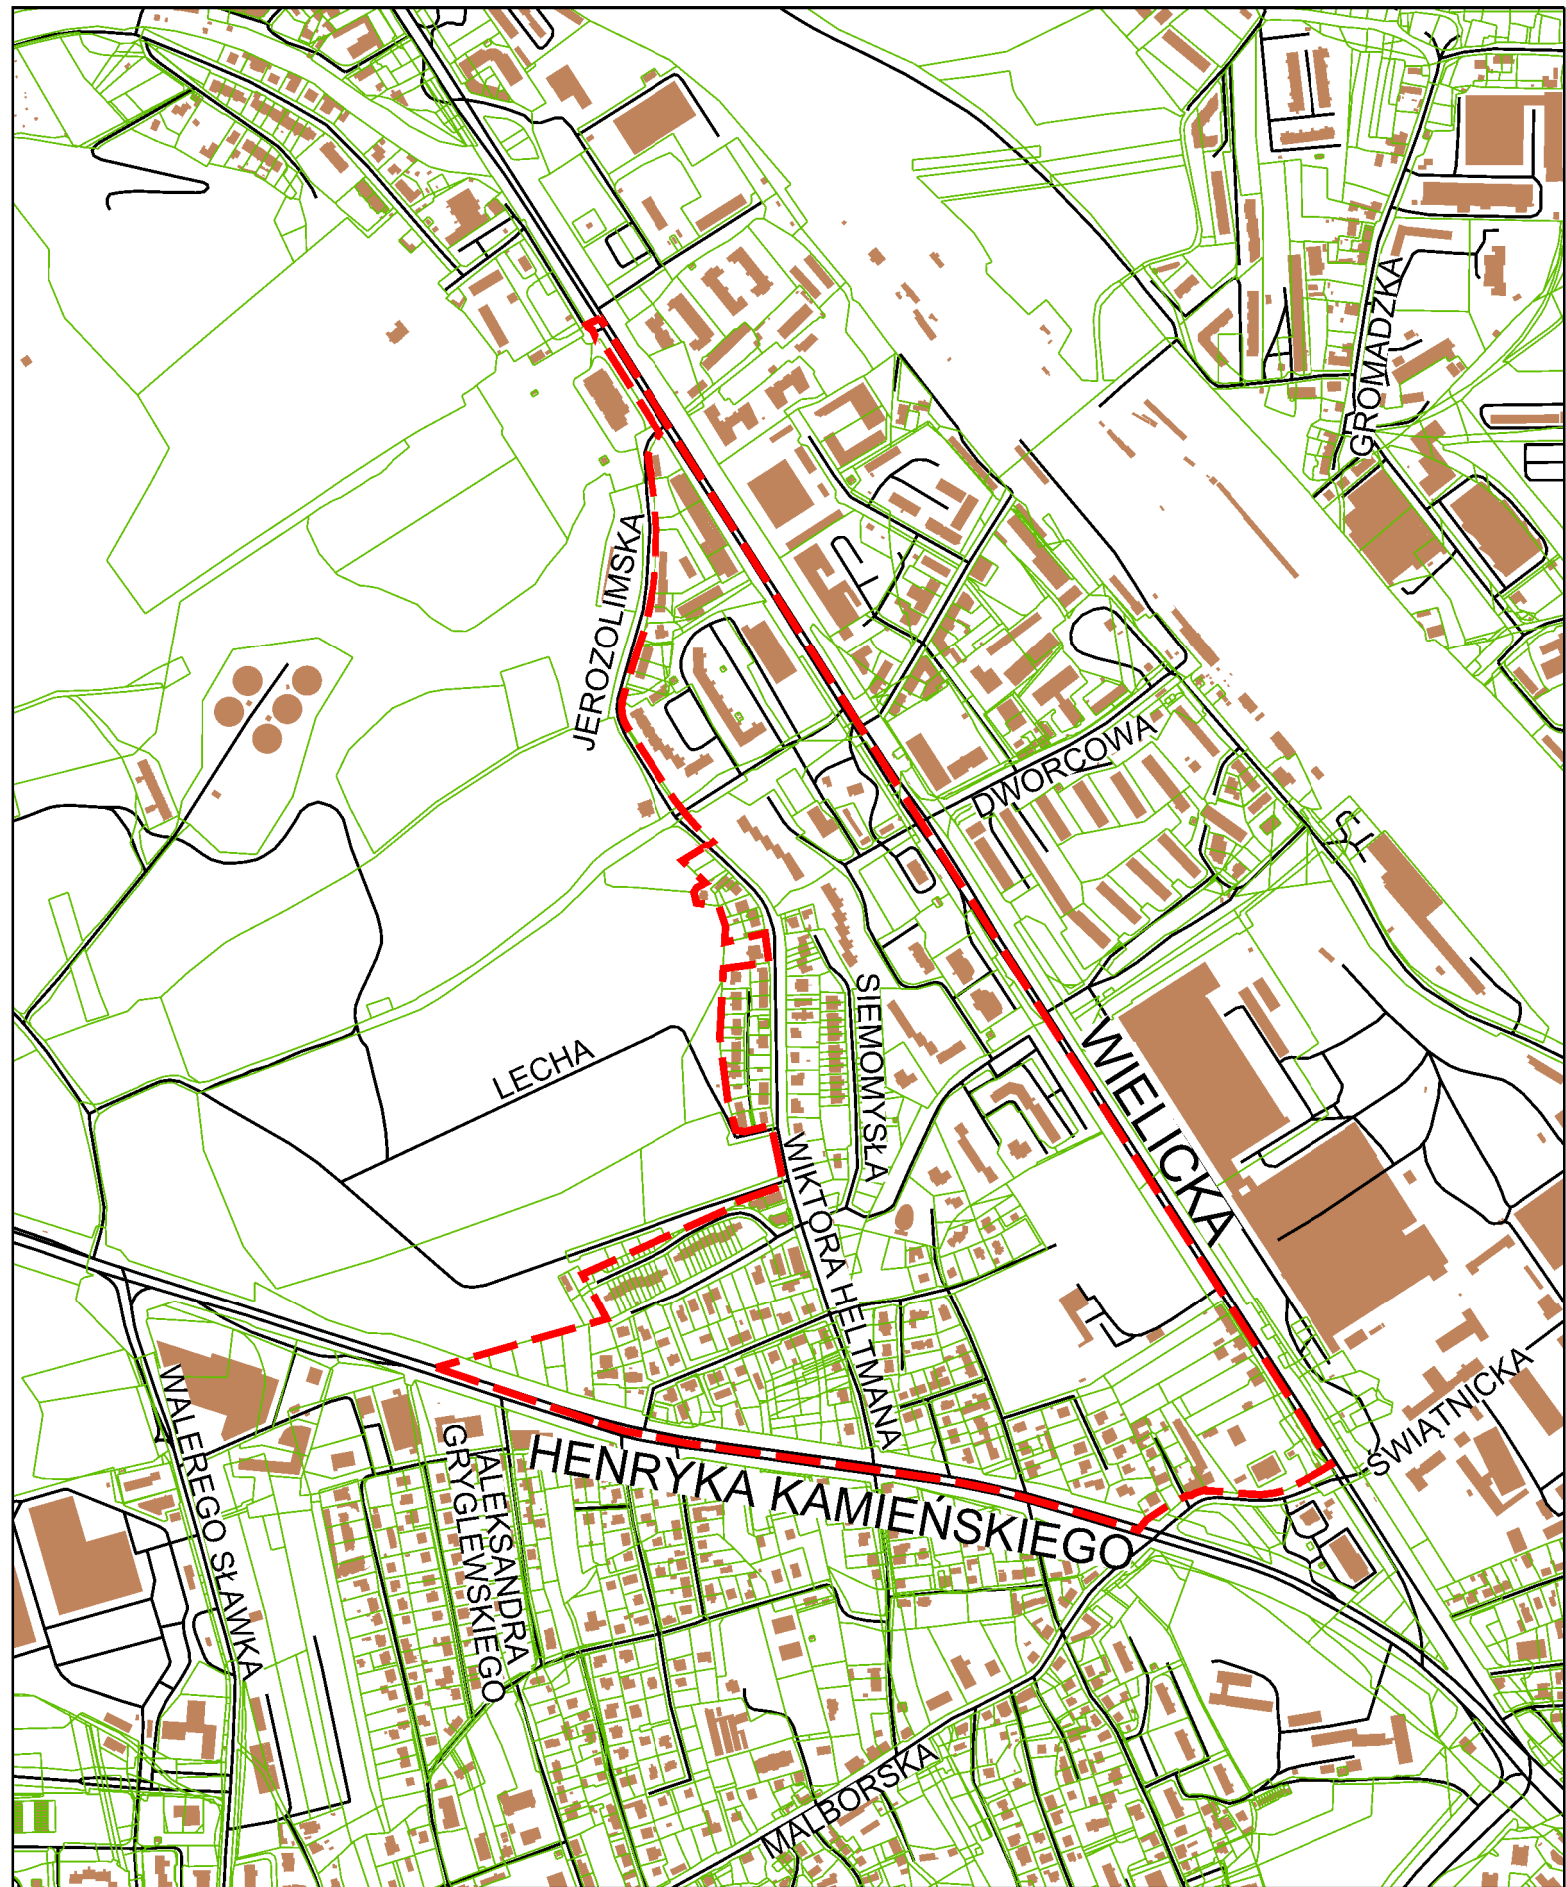 GROMADZKA
JEROZOLIMSKA
DWORCOWA
SIEMOMYSŁA
LECHA
WIELICKA
WIKTORA HELTMANA
ŚWIĄTNICKA
WALEREGO SŁAWKA
ALEKSANDRA
GRYGLEWSKIEGO
HENRYKA KAMIEŃSKIEGO
MALBORSKA